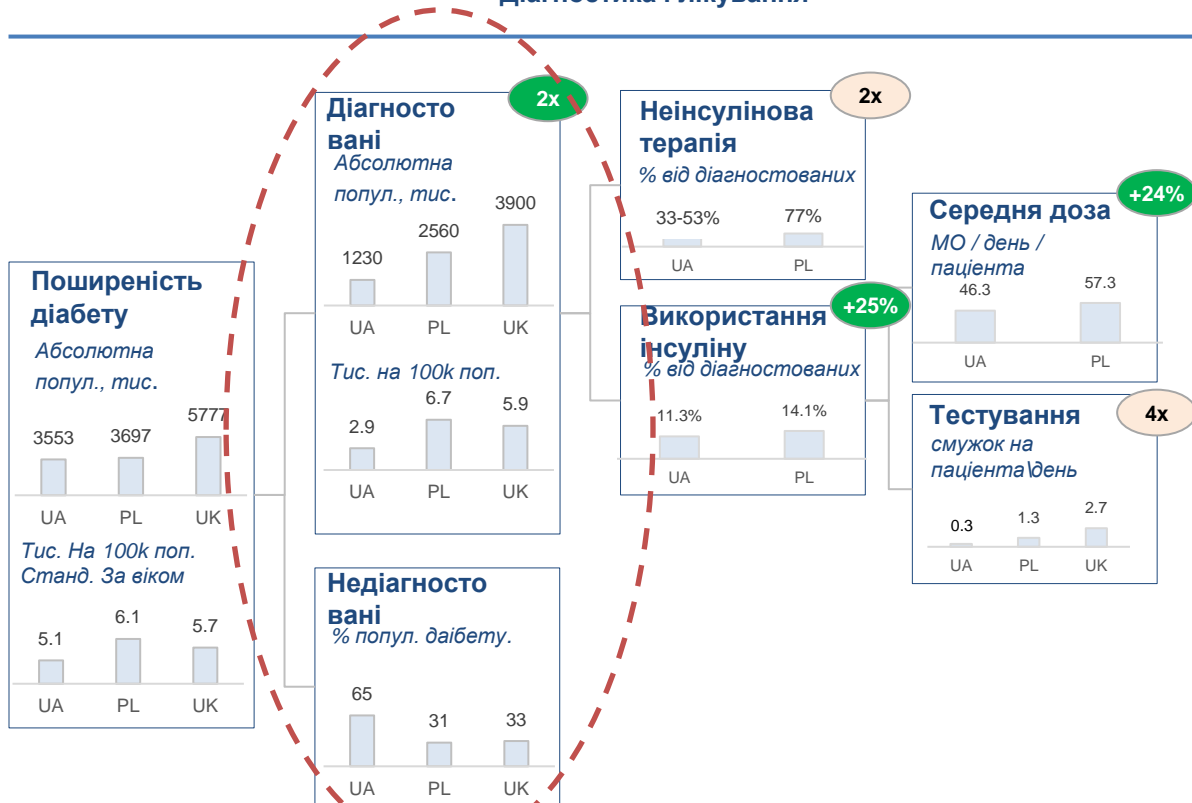 Діагностика і лікування
Поширеність
діабету
Абсолютна
попул., тис.
3553 3697 5777
UA PL UK
Тис. На 100k поп.
Станд. За віком
5.1 6.1 5.7
UA PL UK
Діагносто
вані
2x
Абсолютна
попул., тис.
1230 2560 3900
UA PL UK
Тис. на 100k поп.
2.9 6.7 5.9
UA PL UK
Недіагносто
вані
% попул. даібету.
65 31 33
UA PL UK
Неінсулінова
терапія
2x
% від діагностованих
33-53% 77%
UA PL
Використання
інсуліну
+25%
% від діагностованих
11.3% 14.1%
UA PL
Середня доза
+24%
МО / день /
пацієнта
46.3 57.3
UA PL
Тестування
4x
смужок на
пацієнта\день
0.3 1.3 2.7
UA PL UK